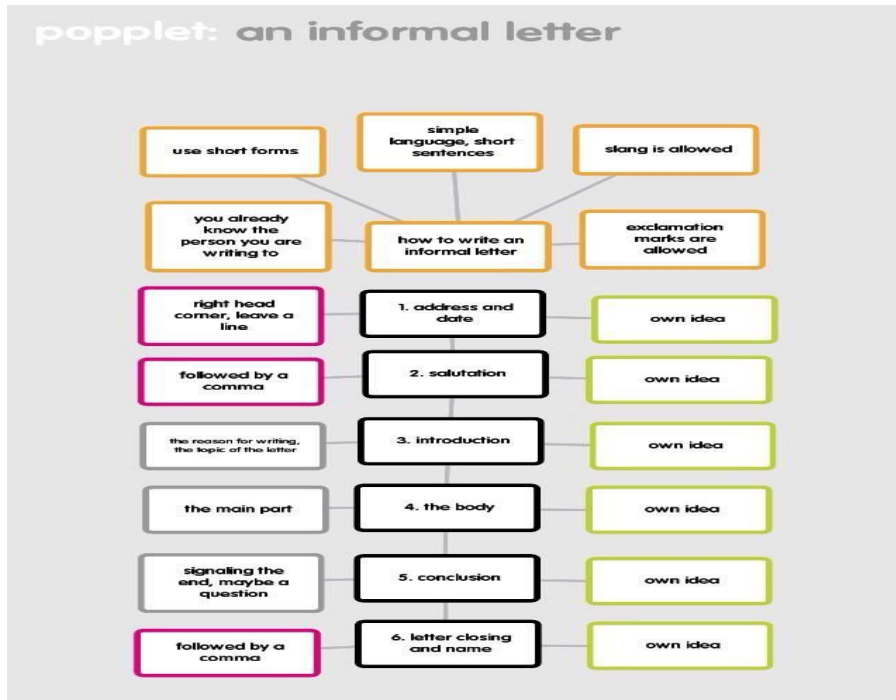 popplet: an informal letter
use short forms
simple
language, short
sentences
slang is allowed
you already
know the
person you are
writing to
how to write an
informal letter
exclamation
marks are
allowed
right head
corner, leave a
line
1. address and
date
own idea
followed by a
comma
2. salutation
own idea
the reason for writing,
the topic of the letter
3. introduction
own idea
the main part
4. the body
own idea
signaling the
end, maybe a
question
5. conclusion
own idea
followed by a
comma
6. letter closing
and name
own idea